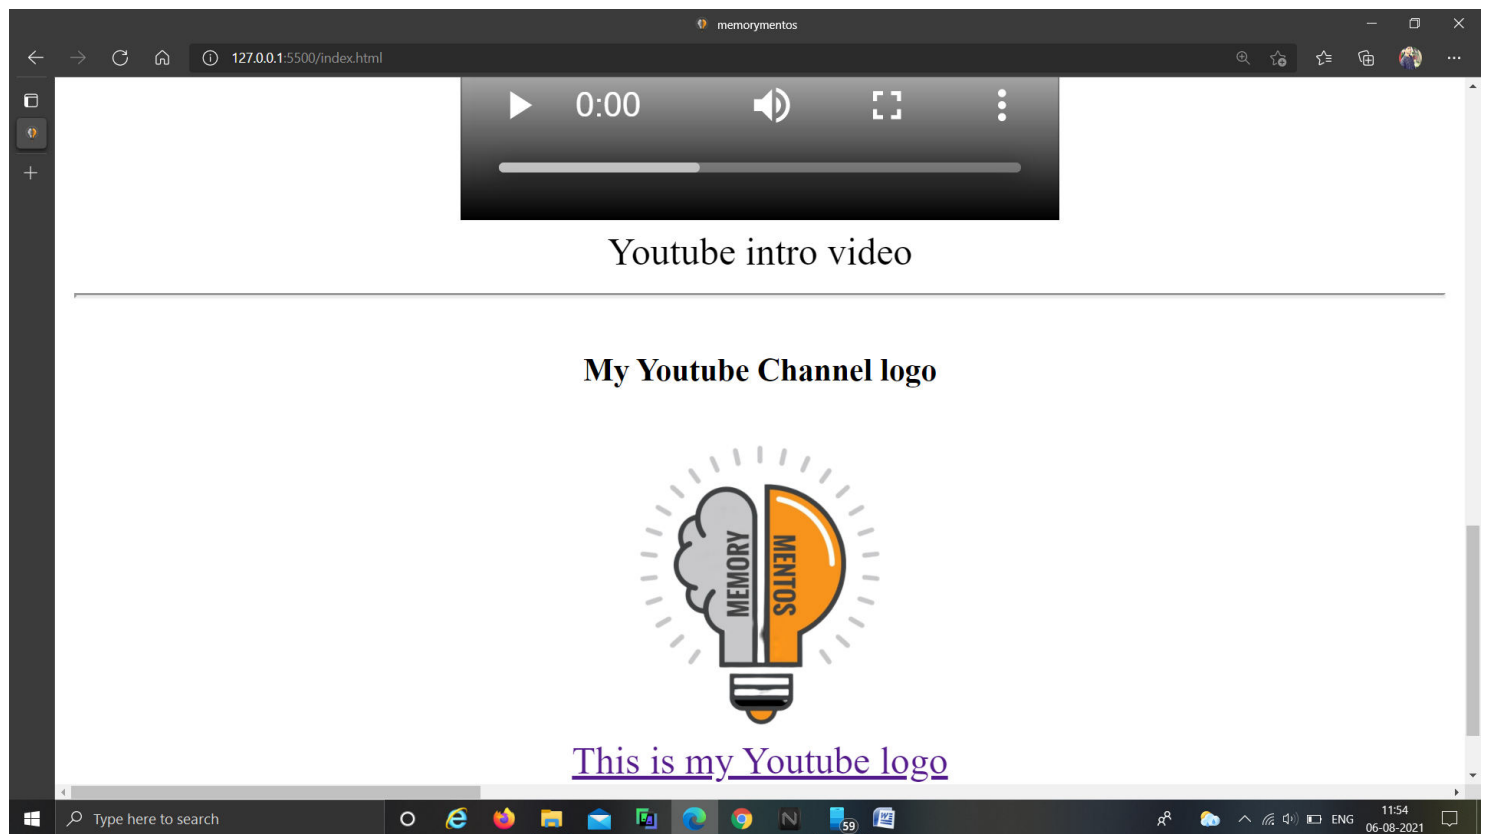 memorymentos
127.0.0.1:5500/index.html
0:00
Youtube intro video
My Youtube Channel logo
MEMORY
MENTOS
This is my Youtube logo
Type here to search
N
59
W
ENG
11:54
06-08-2021